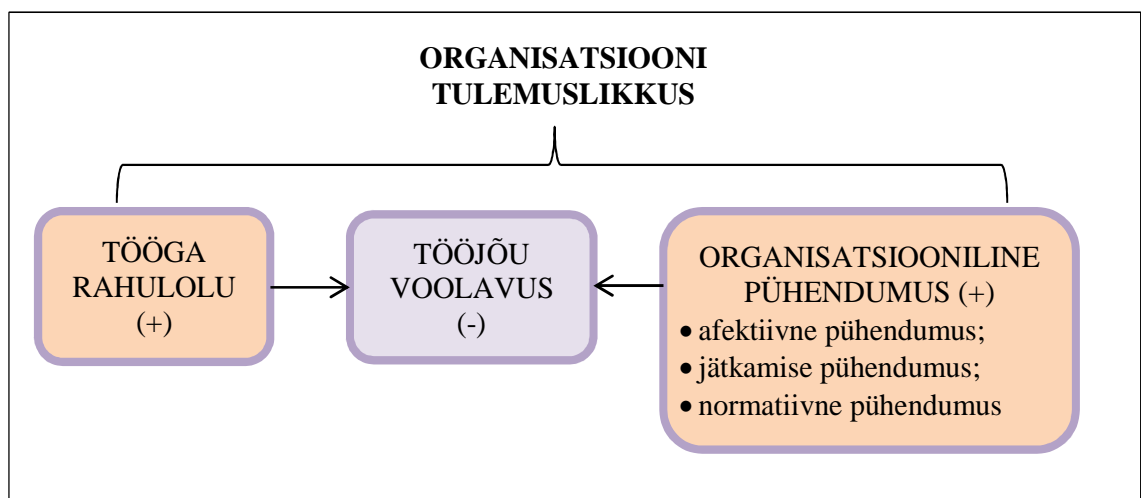 ORGANISATSIOONI
TULEMUSLIKKUS
TÖÖGA
RAHULOLU
(+)
TÖÖJÕU
VOOLAVUS
(-)
ORGANISATSIOONILINE
PÜHENDUMUS (+)
• afektiivne pühendumus;
• jätkamise pühendumus;
• normatiivne pühendumus